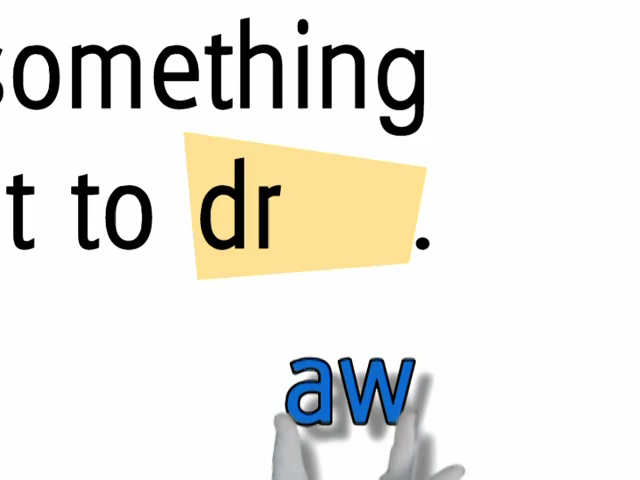 something
t to dr .
aw